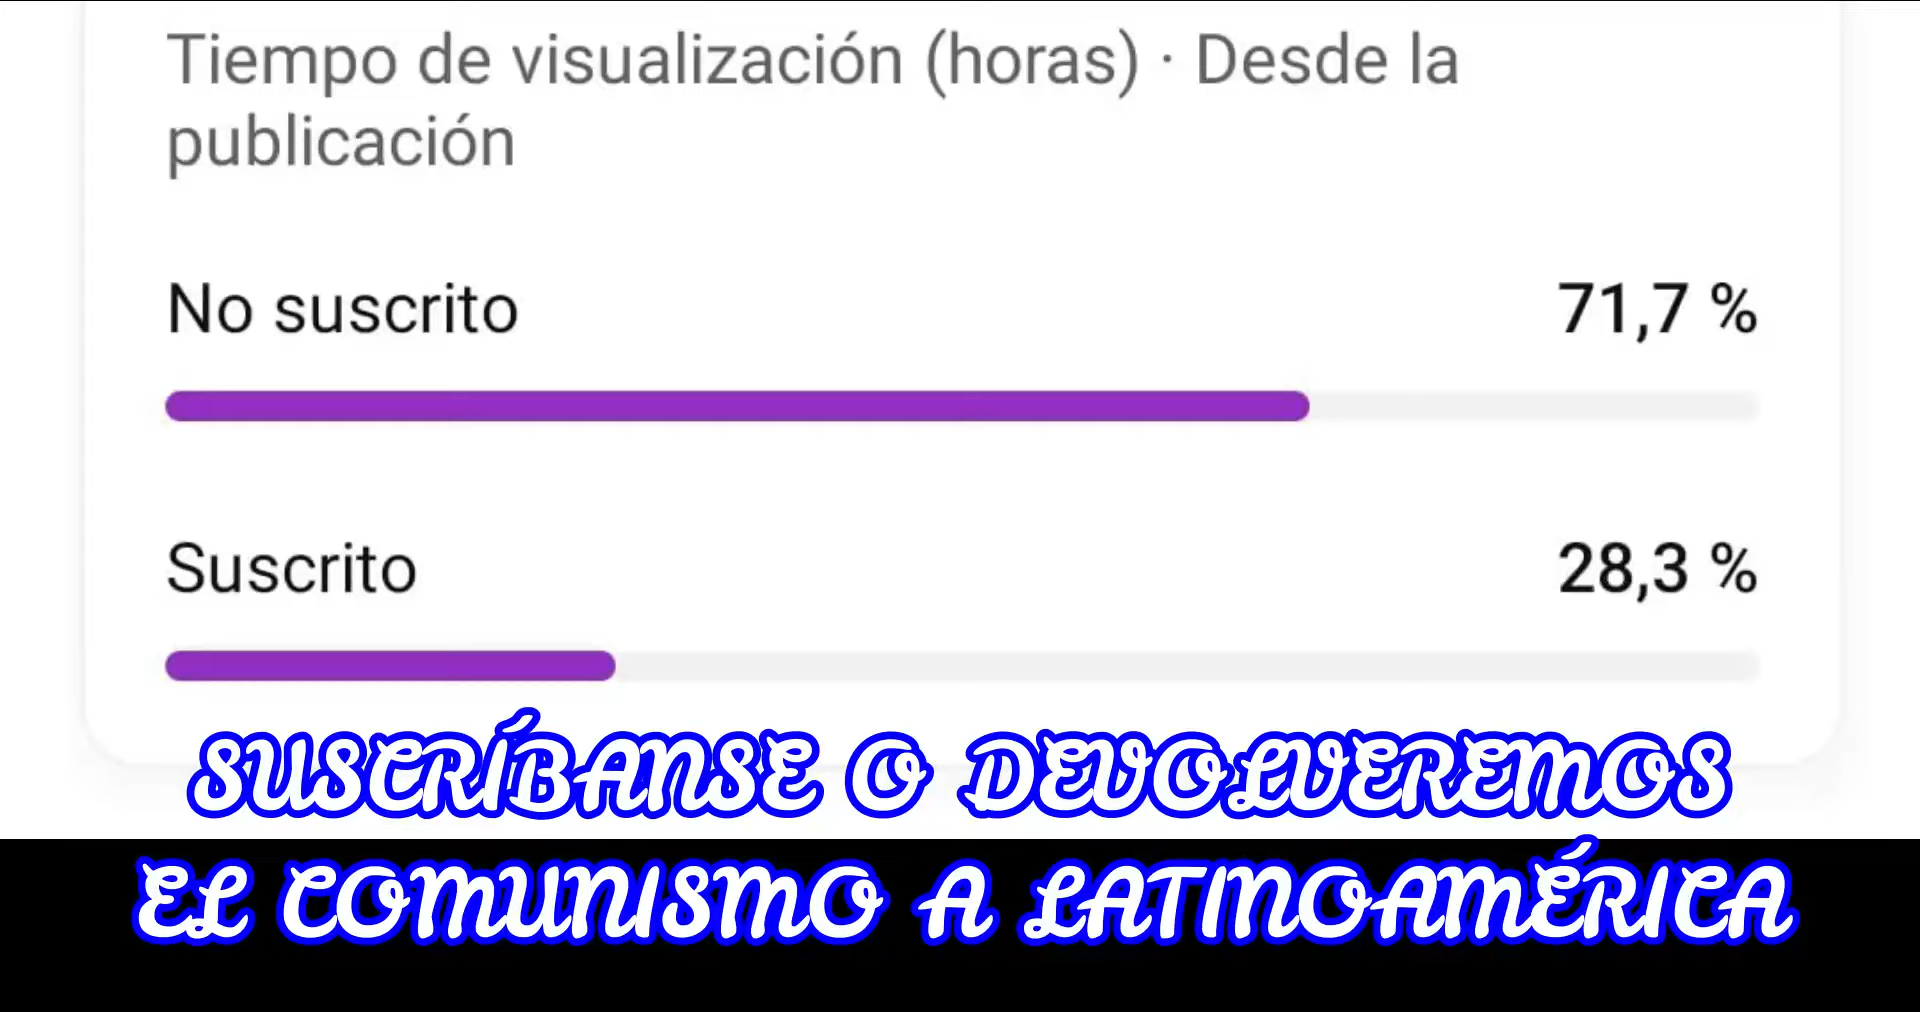 Tiempo de visualización (horas) · Desde la
publicación
No suscrito 71,7 %
Suscrito 28,3 %
SUSCRÍBANSE O DEVOLVEREMOS
EL COMUNISMO A LATINOAMÉRICA